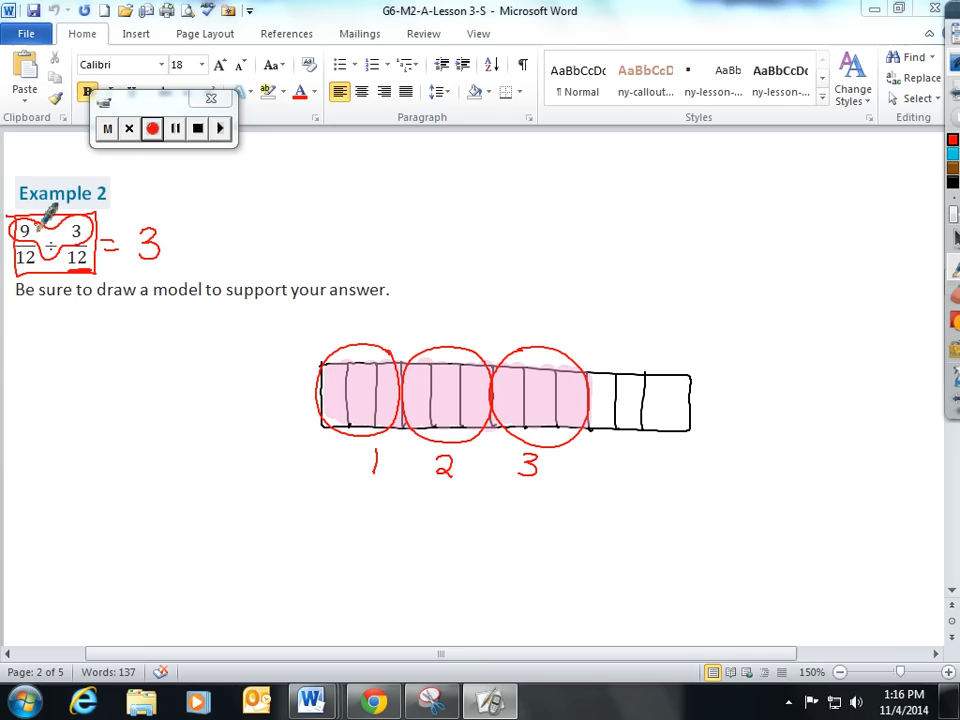 G6-M2-A-Lesson 3-S - Microsoft Word
File Home Insert Page Layout References Mailings Review View
Calibri 18 A A Aa AaBbCcDc AaBbCcD ▪ AaBb AaBbCcDc Find
Paste B A A Replace
¶ Normal ny-callout... ny-lesson-... ny-lesson-... Change Styles Select
Clipboard Paragraph Styles Editing
M
Example 2
9/12 ÷ 3/12 = 3
Be sure to draw a model to support your answer.
1 2 3
Page: 2 of 5 Words: 137 150%
1:16 PM
11/4/2014